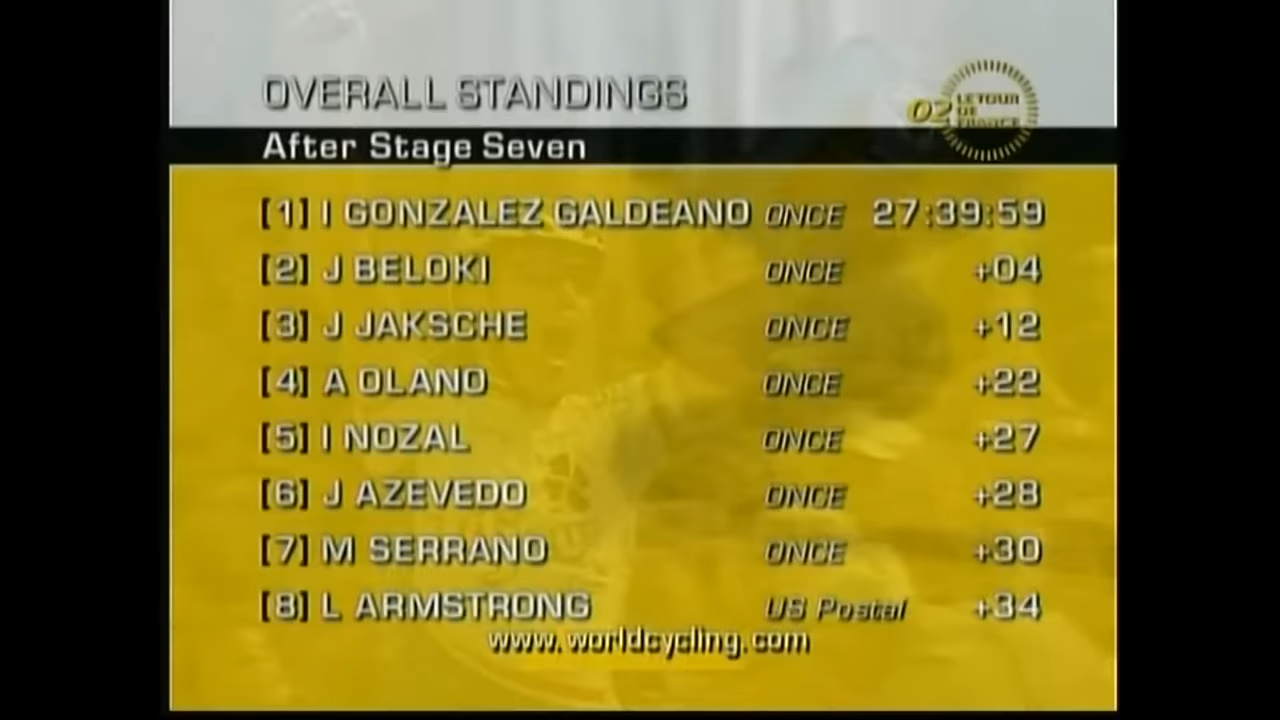 OVERALL STANDINGS
02 LE TOUR DE FRANCE
After Stage Seven
[1] I GONZALEZ GALDEANO ONCE 27:39:59
[2] J BELOKI ONCE +04
[3] J JAKSCHE ONCE +12
[4] A OLANO ONCE +22
[5] I NOZAL ONCE +27
[6] J AZEVEDO ONCE +28
[7] M SERRANO ONCE +30
[8] L ARMSTRONG US Postal +34
www.worldcycling.com